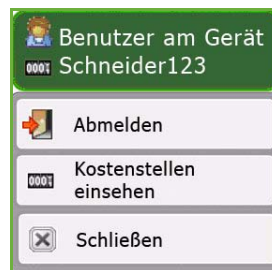 Benutzer am Gerät
Schneider123
Abmelden
Kostenstellen
einsehen
Schließen